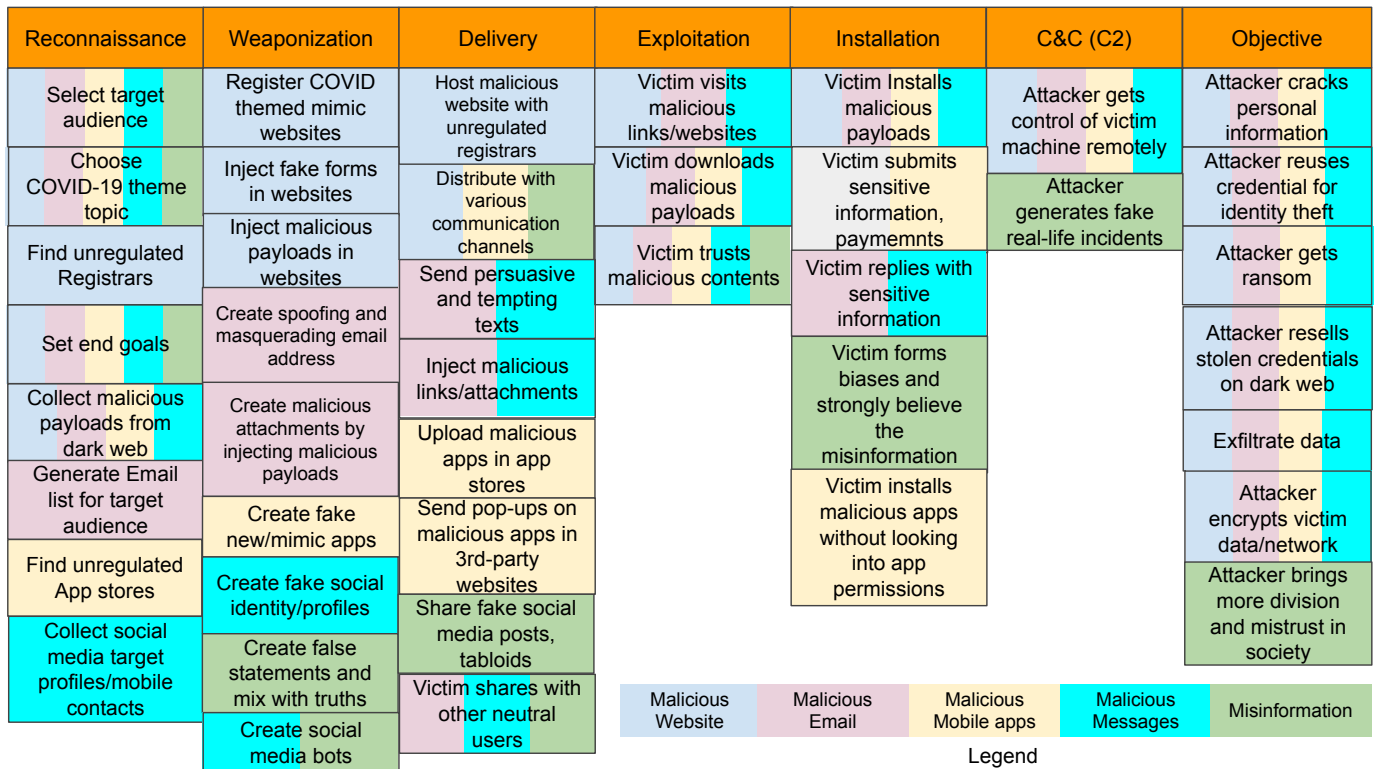 Reconnaissance
Weaponization
Delivery
Exploitation
Installation
C&C (C2)
Objective
Select target
audience
Choose
COVID-19 theme
topic
Find unregulated
Registrars
Set end goals
Collect malicious
payloads from
dark web
Generate Email
list for target
audience
Find unregulated
App stores
Collect social
media target
profiles/mobile
contacts
Register COVID
themed mimic
websites
Inject fake forms
in websites
Inject malicious
payloads in
websites
Create spoofing and
masquerading email
address
Create malicious
attachments by
injecting malicious
payloads
Create fake
new/mimic apps
Create fake social
identity/profiles
Create false
statements and
mix with truths
Create social
media bots
Host malicious
website with
unregulated
registrars
Distribute with
various
communication
channels
Send persuasive
and tempting
texts
Inject malicious
links/attachments
Upload malicious
apps in app
stores
Send pop-ups on
malicious apps in
3rd-party
websites
Share fake social
media posts,
tabloids
Victim shares with
other neutral
users
Victim visits
malicious
links/websites
Victim downloads
malicious
payloads
Victim trusts
malicious contents
Victim Installs
malicious
payloads
Victim submits
sensitive
information,
paymemnts
Victim replies with
sensitive
information
Victim forms
biases and
strongly believe
the
misinformation
Victim installs
malicious apps
without looking
into app
permissions
Attacker gets
control of victim
machine remotely
Attacker
generates fake
real-life incidents
Attacker cracks
personal
information
Attacker reuses
credential for
identity theft
Attacker gets
ransom
Attacker resells
stolen credentials
on dark web
Exfiltrate data
Attacker
encrypts victim
data/network
Attacker brings
more division
and mistrust in
society
Malicious
Website
Malicious
Email
Malicious
Mobile apps
Malicious
Messages
Misinformation
Legend